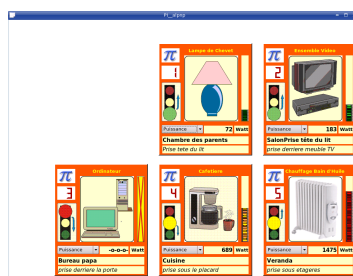 Pi_alpep
π Lampe de Chevet
1
Puissance 72 Watt
Chambre des parents
Prise tete du lit
π Ensemble Video
2
Puissance 183 Watt
SalonPrise tête du lit
prise derriere meuble TV
π Ordinateur
3
Puissance -o-o-o- Watt
Bureau papa
prise derriere la porte
π Cafetiere
4
Puissance 689 Watt
Cuisine
prise sous le placard
π Chauffage Bain d'Huile
5
Puissance 1475 Watt
Veranda
prise sous etageres